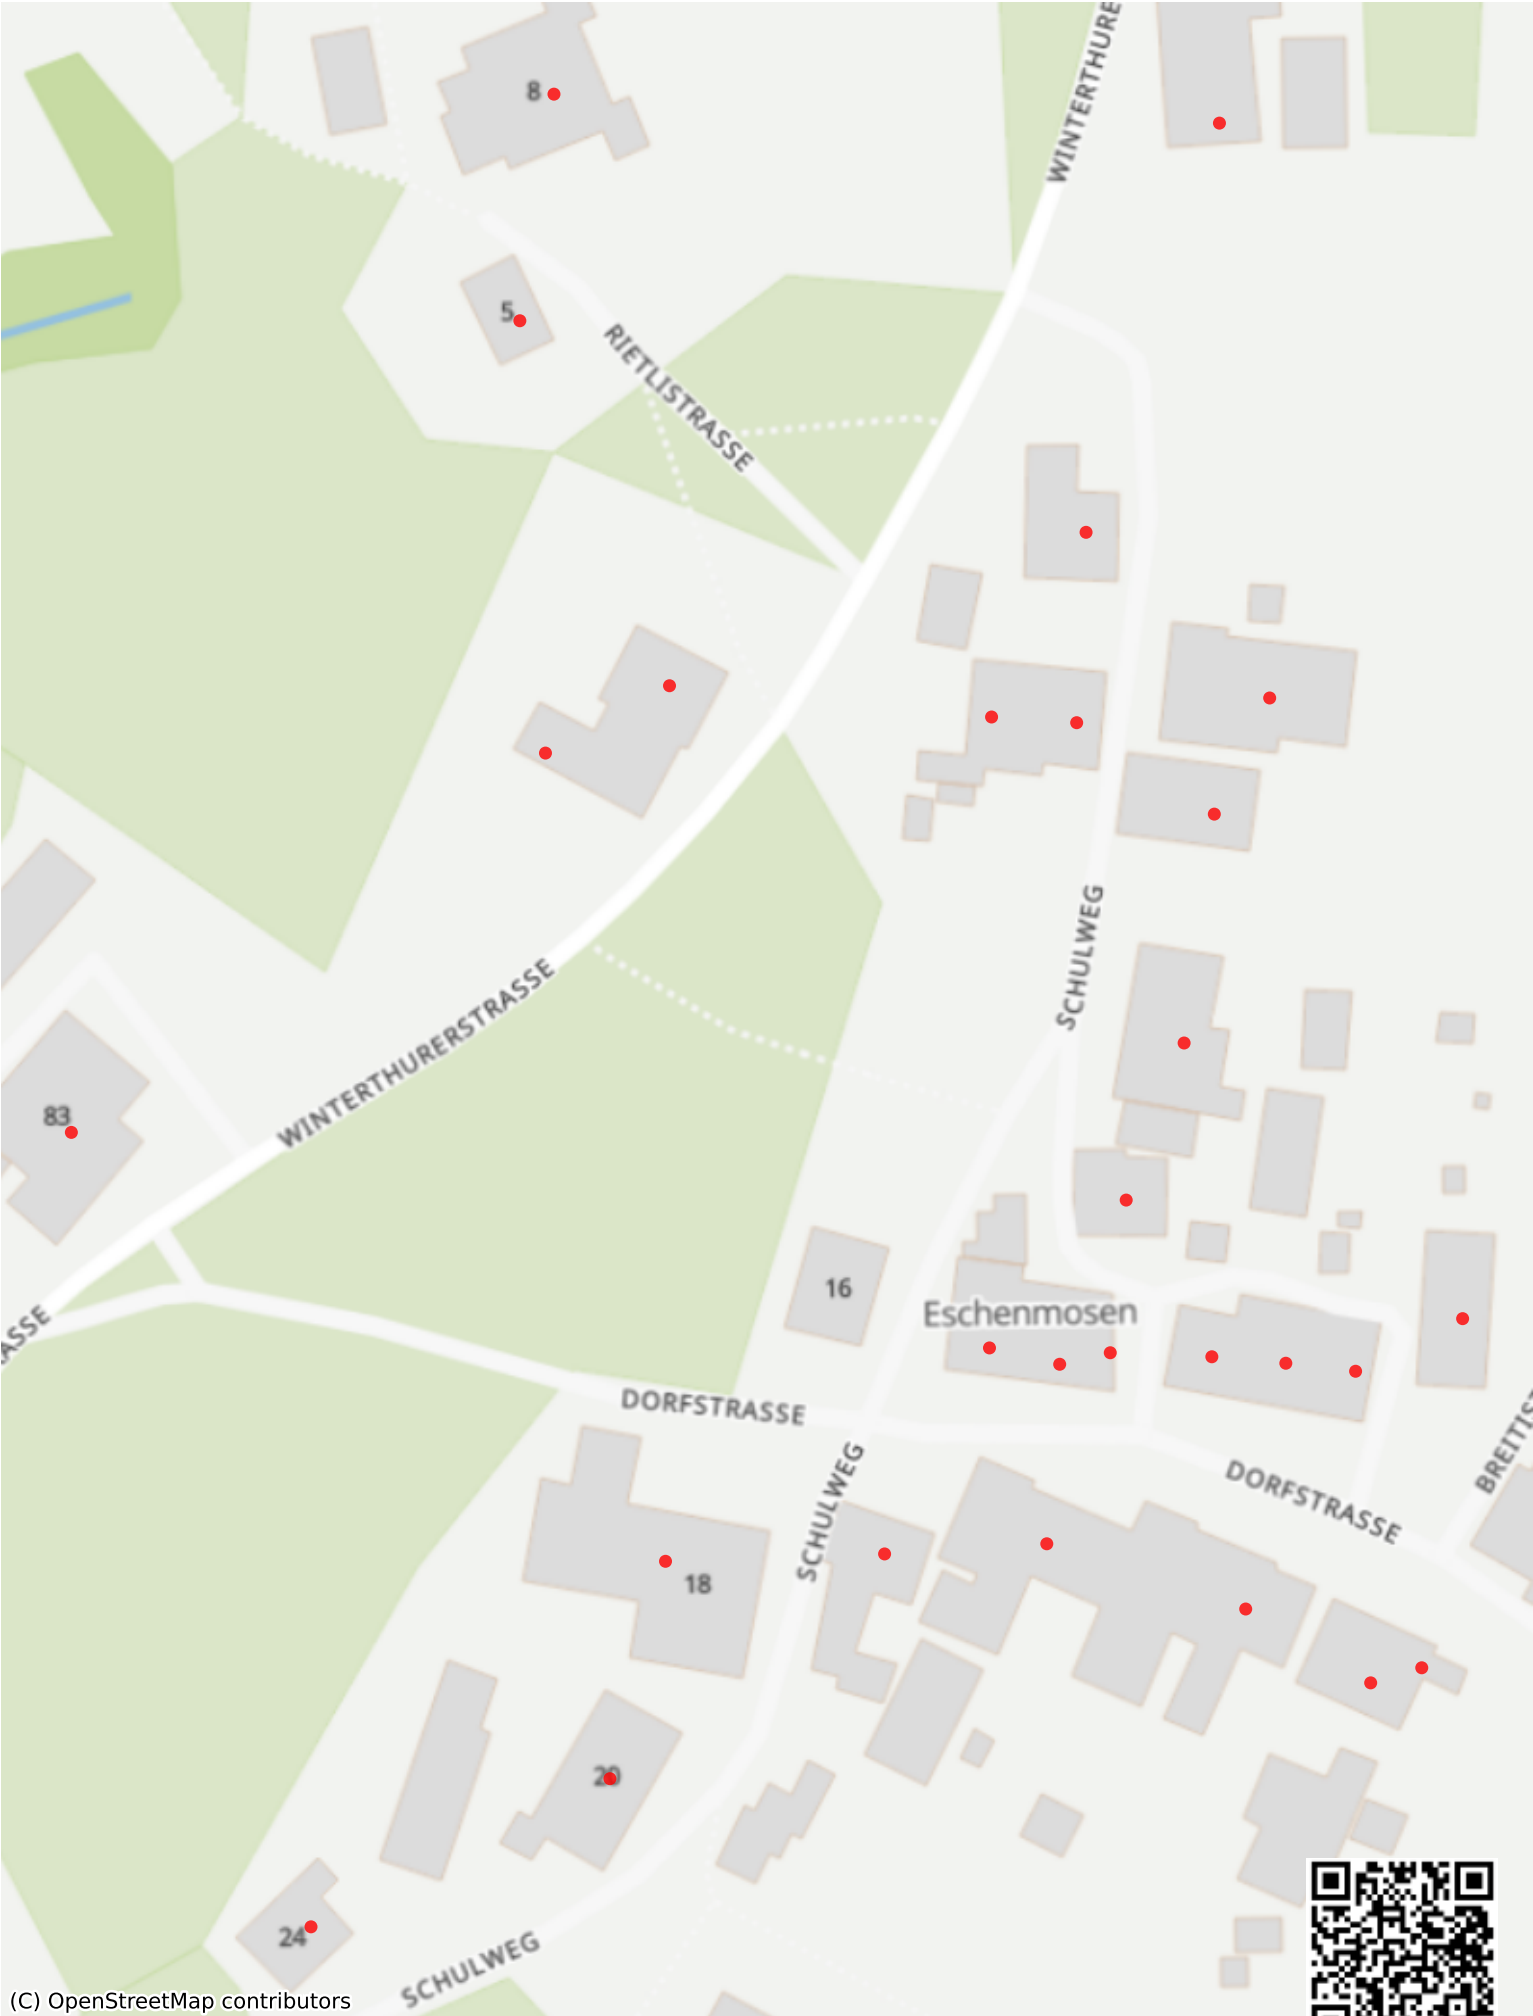 WINTERTHURE
8
5
RIETLISTRASSE
SCHULWEG
WINTERTHURERSTRASSE
83
16
Eschenmosen
ASSE
DORFSTRASSE
SCHULWEG
DORFSTRASSE
BREITIST
18
20
24
SCHULWEG
(C) OpenStreetMap contributors